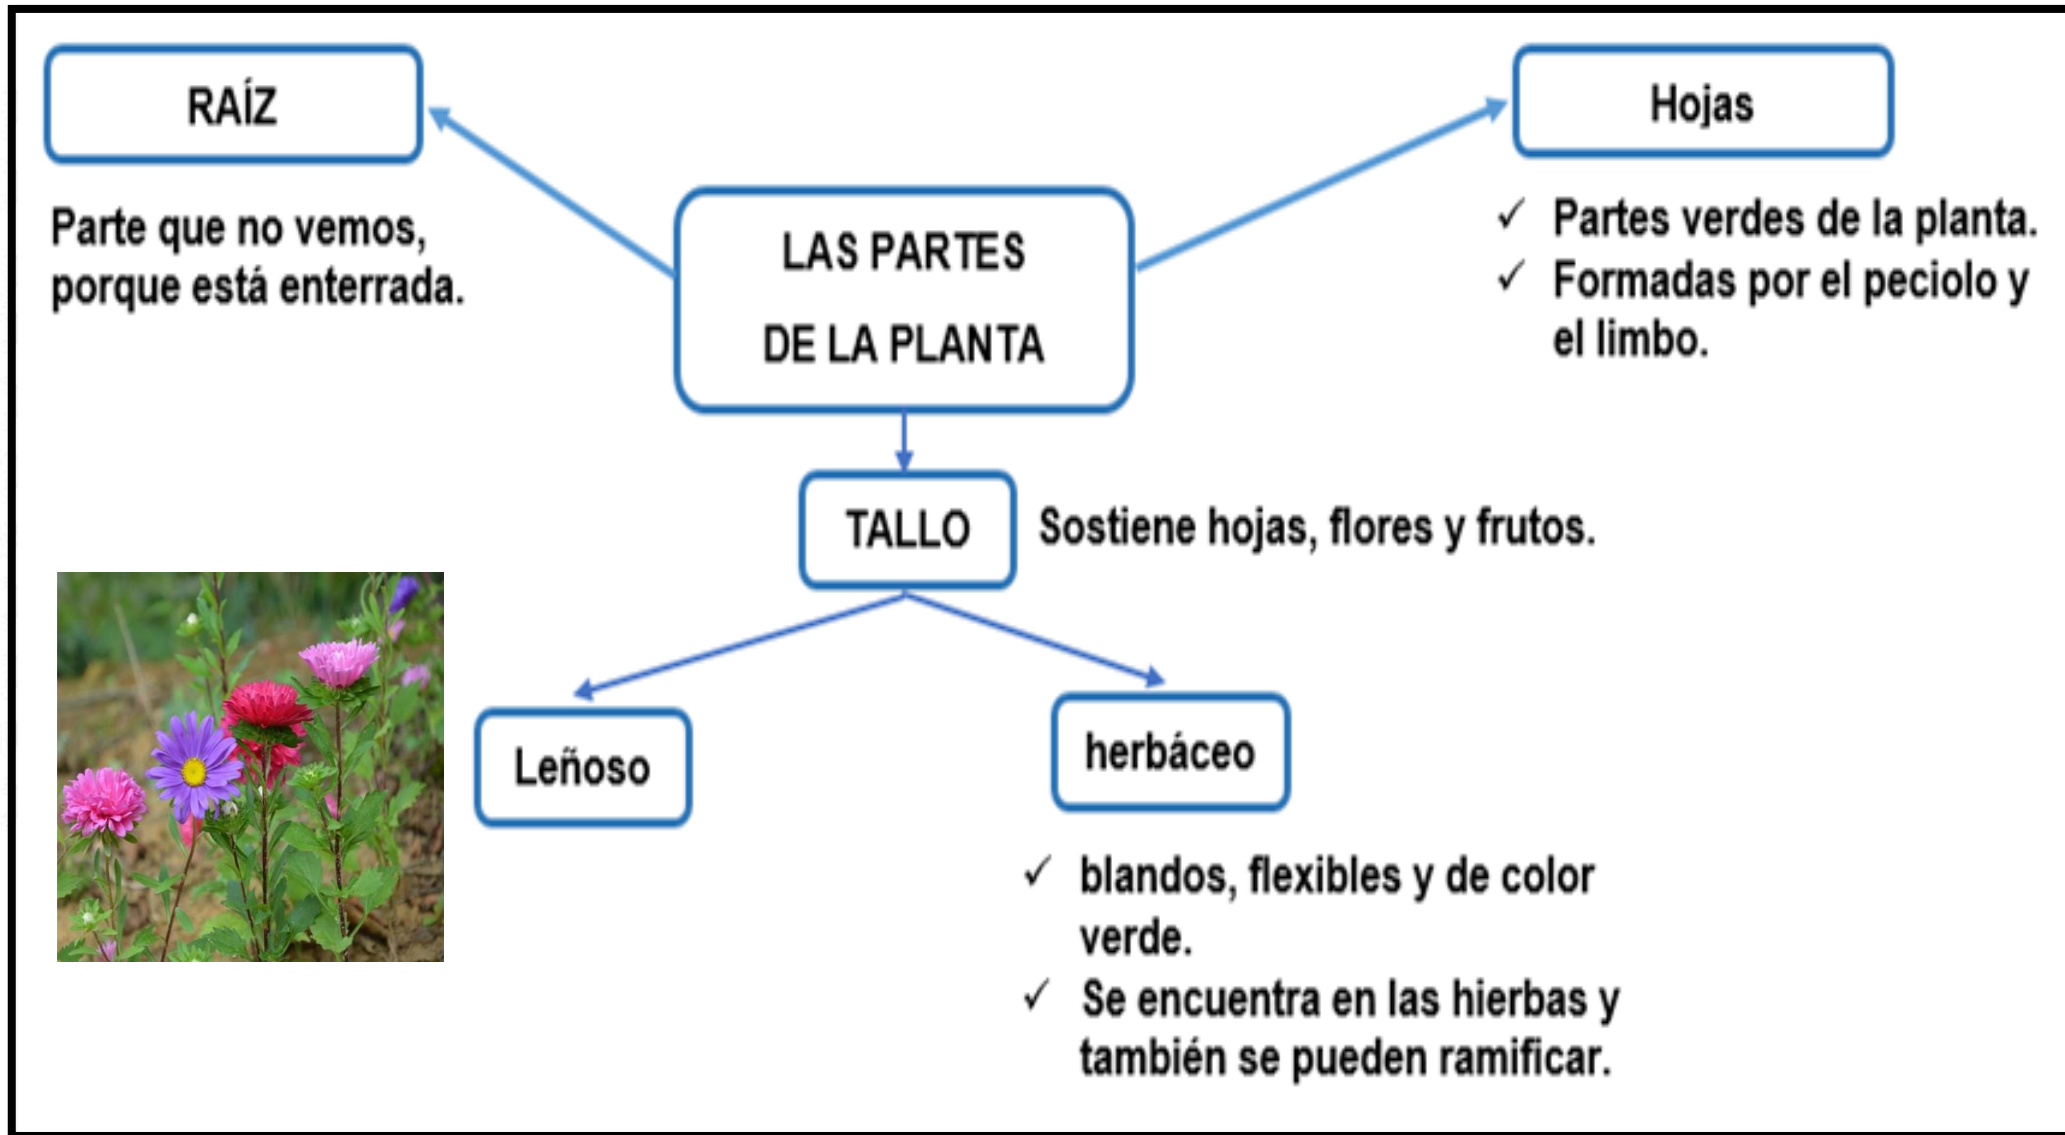 RAÍZ
Parte que no vemos,
porque está enterrada.
LAS PARTES
DE LA PLANTA
Hojas
✓ Partes verdes de la planta.
✓ Formadas por el peciolo y
el limbo.
TALLO
Sostiene hojas, flores y frutos.
Leñoso
herbáceo
✓ blandos, flexibles y de color
verde.
✓ Se encuentra en las hierbas y
también se pueden ramificar.